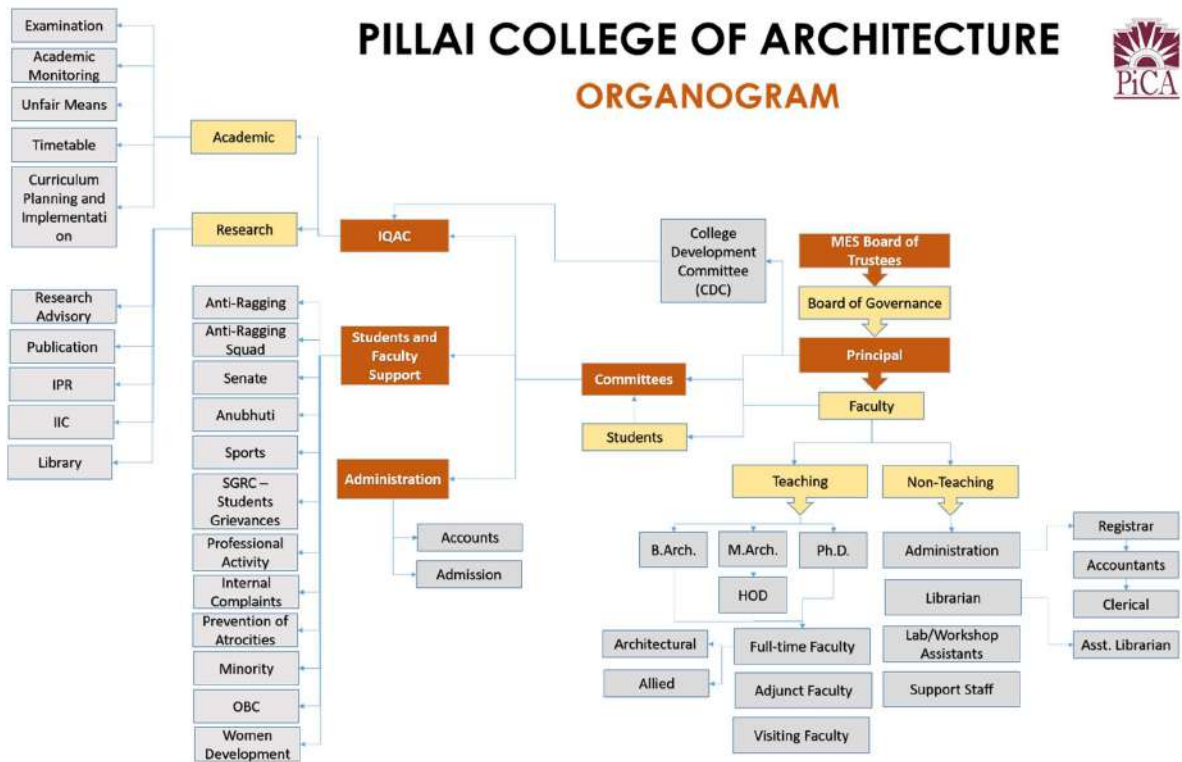 PILLAI COLLEGE OF ARCHITECTURE
ORGANOGRAM
PiCA
Examination
Academic
Monitoring
Unfair Means
Timetable
Curriculum
Planning and
Implementati
on
Academic
Research
Research
Advisory
Publication
IPR
IIC
Library
IQAC
Students and
Faculty
Support
Administration
Accounts
Admission
Anti-Ragging
Anti-Ragging
Squad
Senate
Anubhuti
Sports
SGRC –
Students
Grievances
Professional
Activity
Internal
Complaints
Prevention of
Atrocities
Minority
OBC
Women
Development
College
Development
Committee
(CDC)
Committees
Students
MES Board of
Trustees
Board of Governance
Principal
Faculty
Teaching
Non-Teaching
B.Arch.
M.Arch.
Ph.D.
HOD
Architectural
Allied
Full-time Faculty
Adjunct Faculty
Visiting Faculty
Administration
Librarian
Lab/Workshop
Assistants
Support Staff
Registrar
Accountants
Clerical
Asst. Librarian